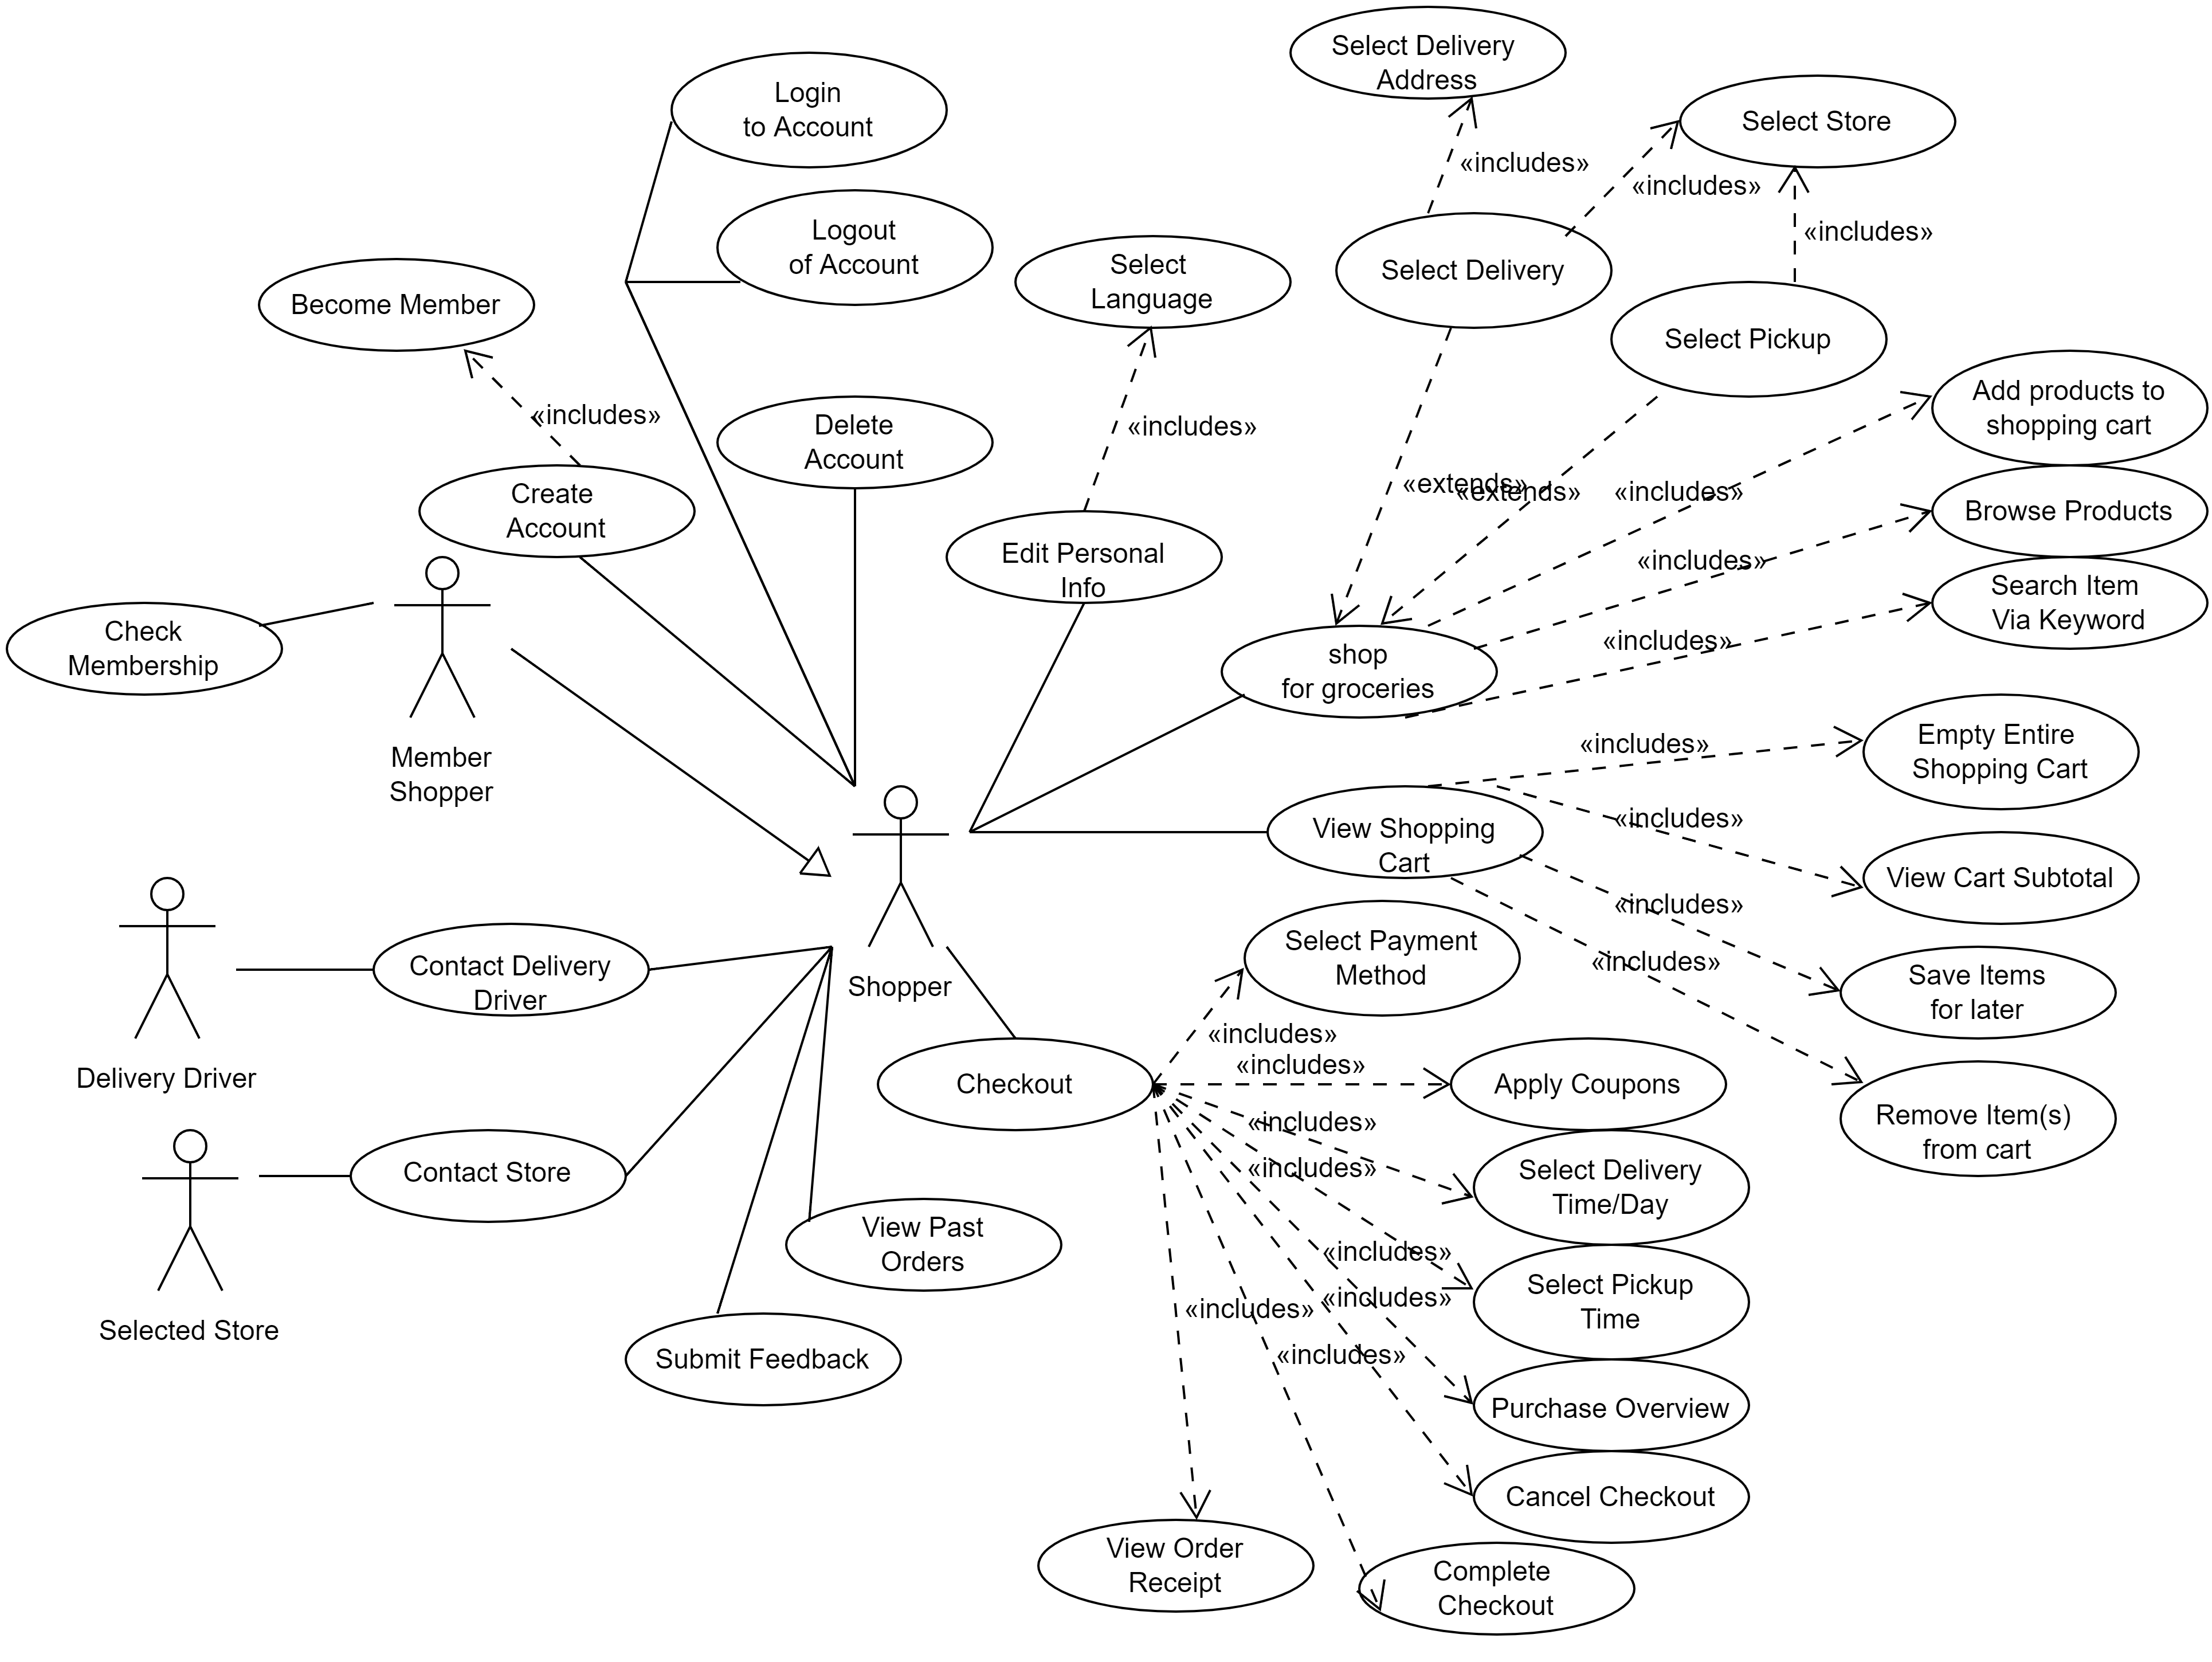 Select Delivery
Address
Login
to Account
Select Store
«includes»
«includes»
Logout
of Account
«includes»
Select
Language
Select Delivery
Become Member
Select Pickup
Add products to
shopping cart
«includes»
Delete
Account
«includes»
«extends»
«extends»
«includes»
Create
Account
Browse Products
Edit Personal
Info
«includes»
Search Item
Via Keyword
Check
Membership
«includes»
shop
for groceries
Member
Shopper
«includes»
Empty Entire
Shopping Cart
View Shopping
Cart
«includes»
View Cart Subtotal
«includes»
Select Payment
Method
«includes»
Contact Delivery
Driver
Shopper
Save Items
for later
«includes»
«includes»
Delivery Driver
Checkout
Apply Coupons
Remove Item(s)
from cart
«includes»
«includes»
Contact Store
Select Delivery
Time/Day
View Past
Orders
«includes»
Select Pickup
Time
«includes»
«includes»
Selected Store
Submit Feedback
«includes»
Purchase Overview
Cancel Checkout
View Order
Receipt
Complete
Checkout